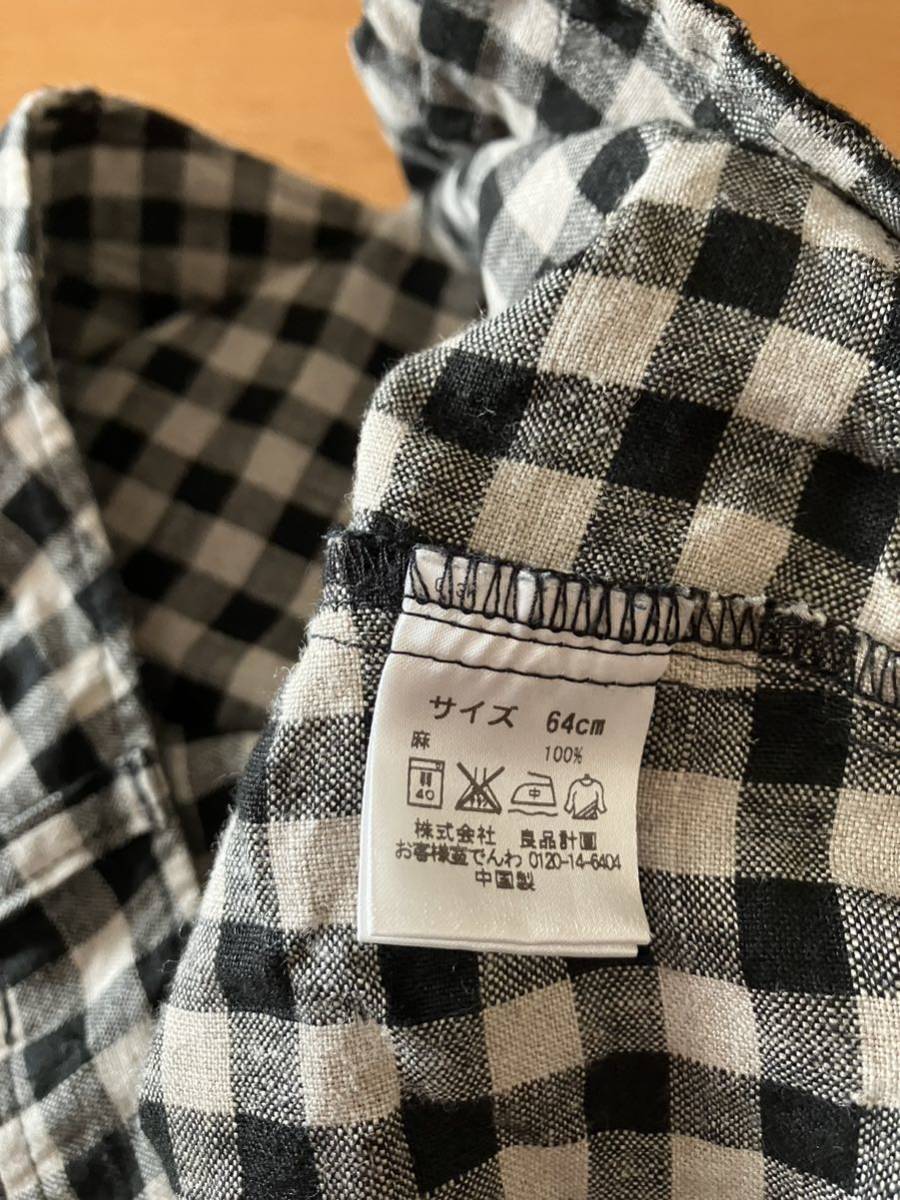 サイズ 64cm
麻 100%
40 中
株式会社 良品計画
お客様室でんわ 0120-14-6404
中国製